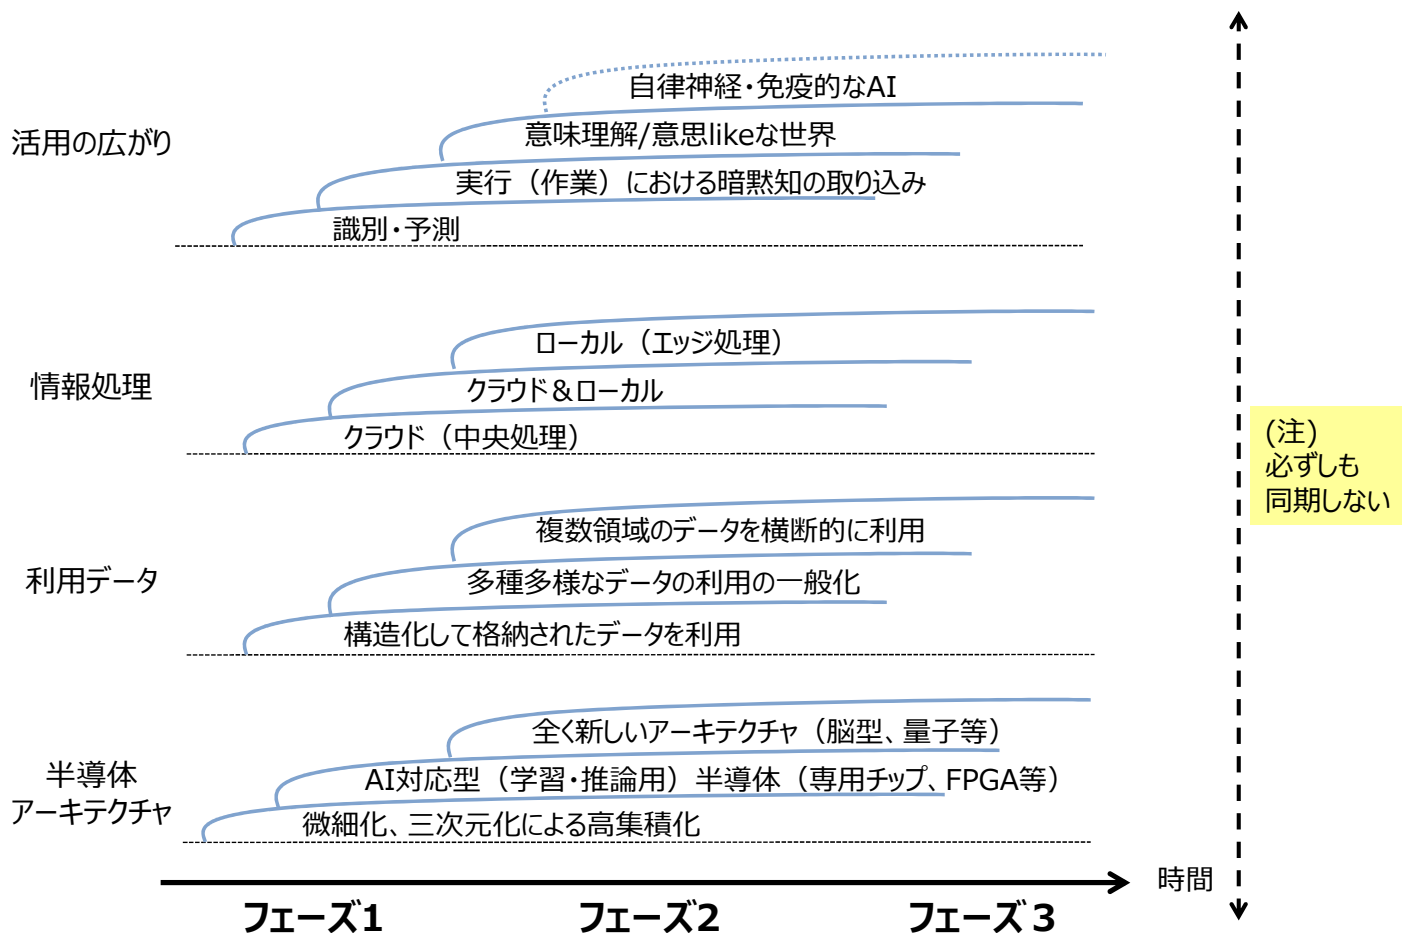 自律神経・免疫的なAI
意味理解/意思likeな世界
実行（作業）における暗黙知の取り込み
識別・予測
活用の広がり
ローカル（エッジ処理）
クラウド＆ローカル
クラウド（中央処理）
情報処理
複数領域のデータを横断的に利用
多種多様なデータの利用の一般化
構造化して格納されたデータを利用
利用データ
全く新しいアーキテクチャ（脳型、量子等）
AI対応型（学習・推論用）半導体（専用チップ、FPGA等）
微細化、三次元化による高集積化
半導体
アーキテクチャ
(注)
必ずしも
同期しない
時間
フェーズ1
フェーズ2
フェーズ３